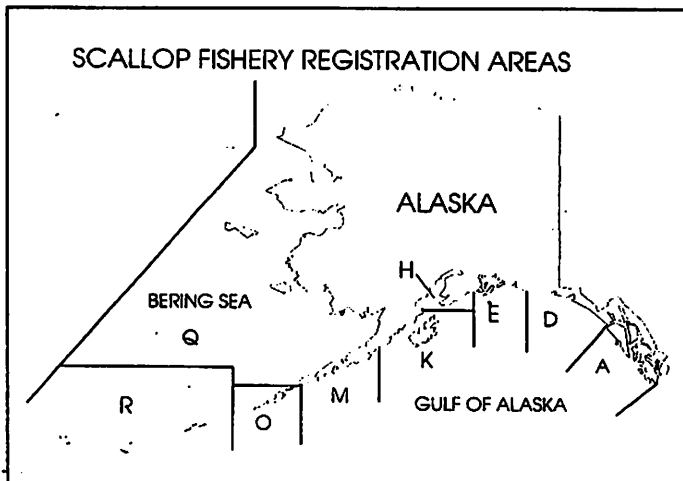 SCALLOP FISHERY REGISTRATION AREAS
ALASKA
H
BERING SEA
E
D
Q
K
A
R
M
GULF OF ALASKA
O